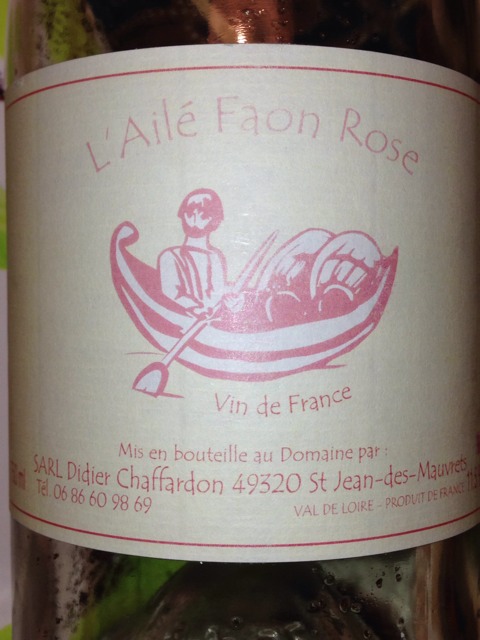 L'Ailé Faon Rose
Vin de France
Mis en bouteille au Domaine par :
SARL Didier Chaffardon 49320 St Jean-des-Mauvrets
Tél. 06 86 60 98 69
VAL DE LOIRE - PRODUIT DE FRANCE